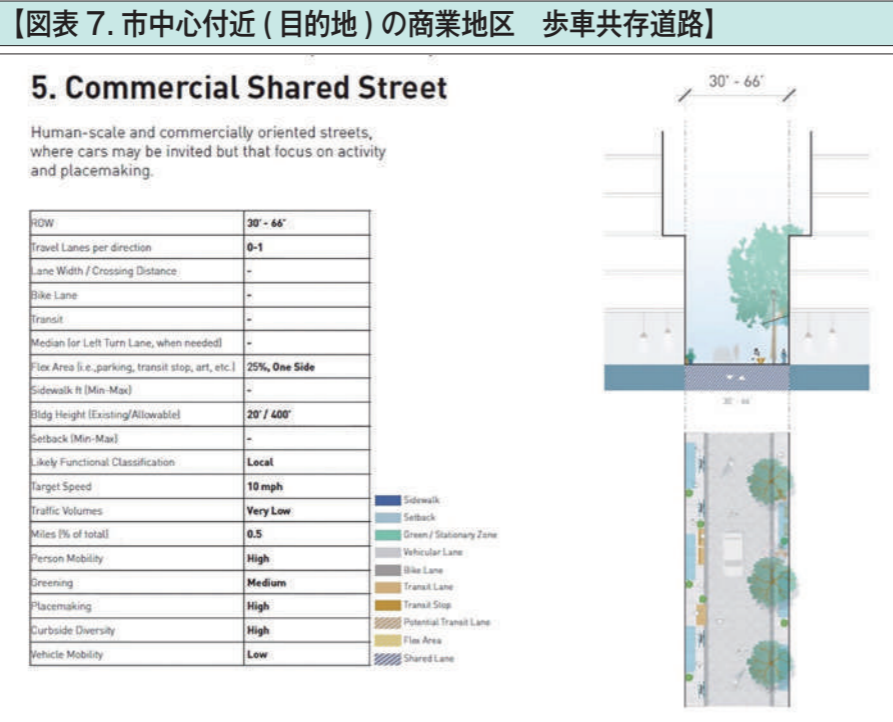 【図表 7. 市中心付近 ( 目的地 ) の商業地区　歩車共存道路】
5. Commercial Shared Street
Human-scale and commercially oriented streets,
where cars may be invited but that focus on activity
and placemaking.
ROW 30' - 66'
Travel Lanes per direction 0-1
Lane Width / Crossing Distance -
Bike Lane -
Transit -
Median (or Left Turn Lane, when needed) -
Flex Area (i.e.,parking, transit stop, art, etc.) 25%, One Side
Sidewalk ft (Min-Max) -
Bldg Height (Existing/Allowable) 20' / 400'
Setback (Min-Max) -
Likely Functional Classification Local
Target Speed 10 mph
Traffic Volumes Very Low
Miles (% of total) 0.5
Person Mobility High
Greening Medium
Placemaking High
Curbside Diversity High
Vehicle Mobility Low
Sidewalk
Setback
Green / Stationary Zone
Vehicular Lane
Bike Lane
Transit Lane
Transit Stop
Potential Transit Lane
Flex Area
Shared Lane
30' - 66'
30' - 66'